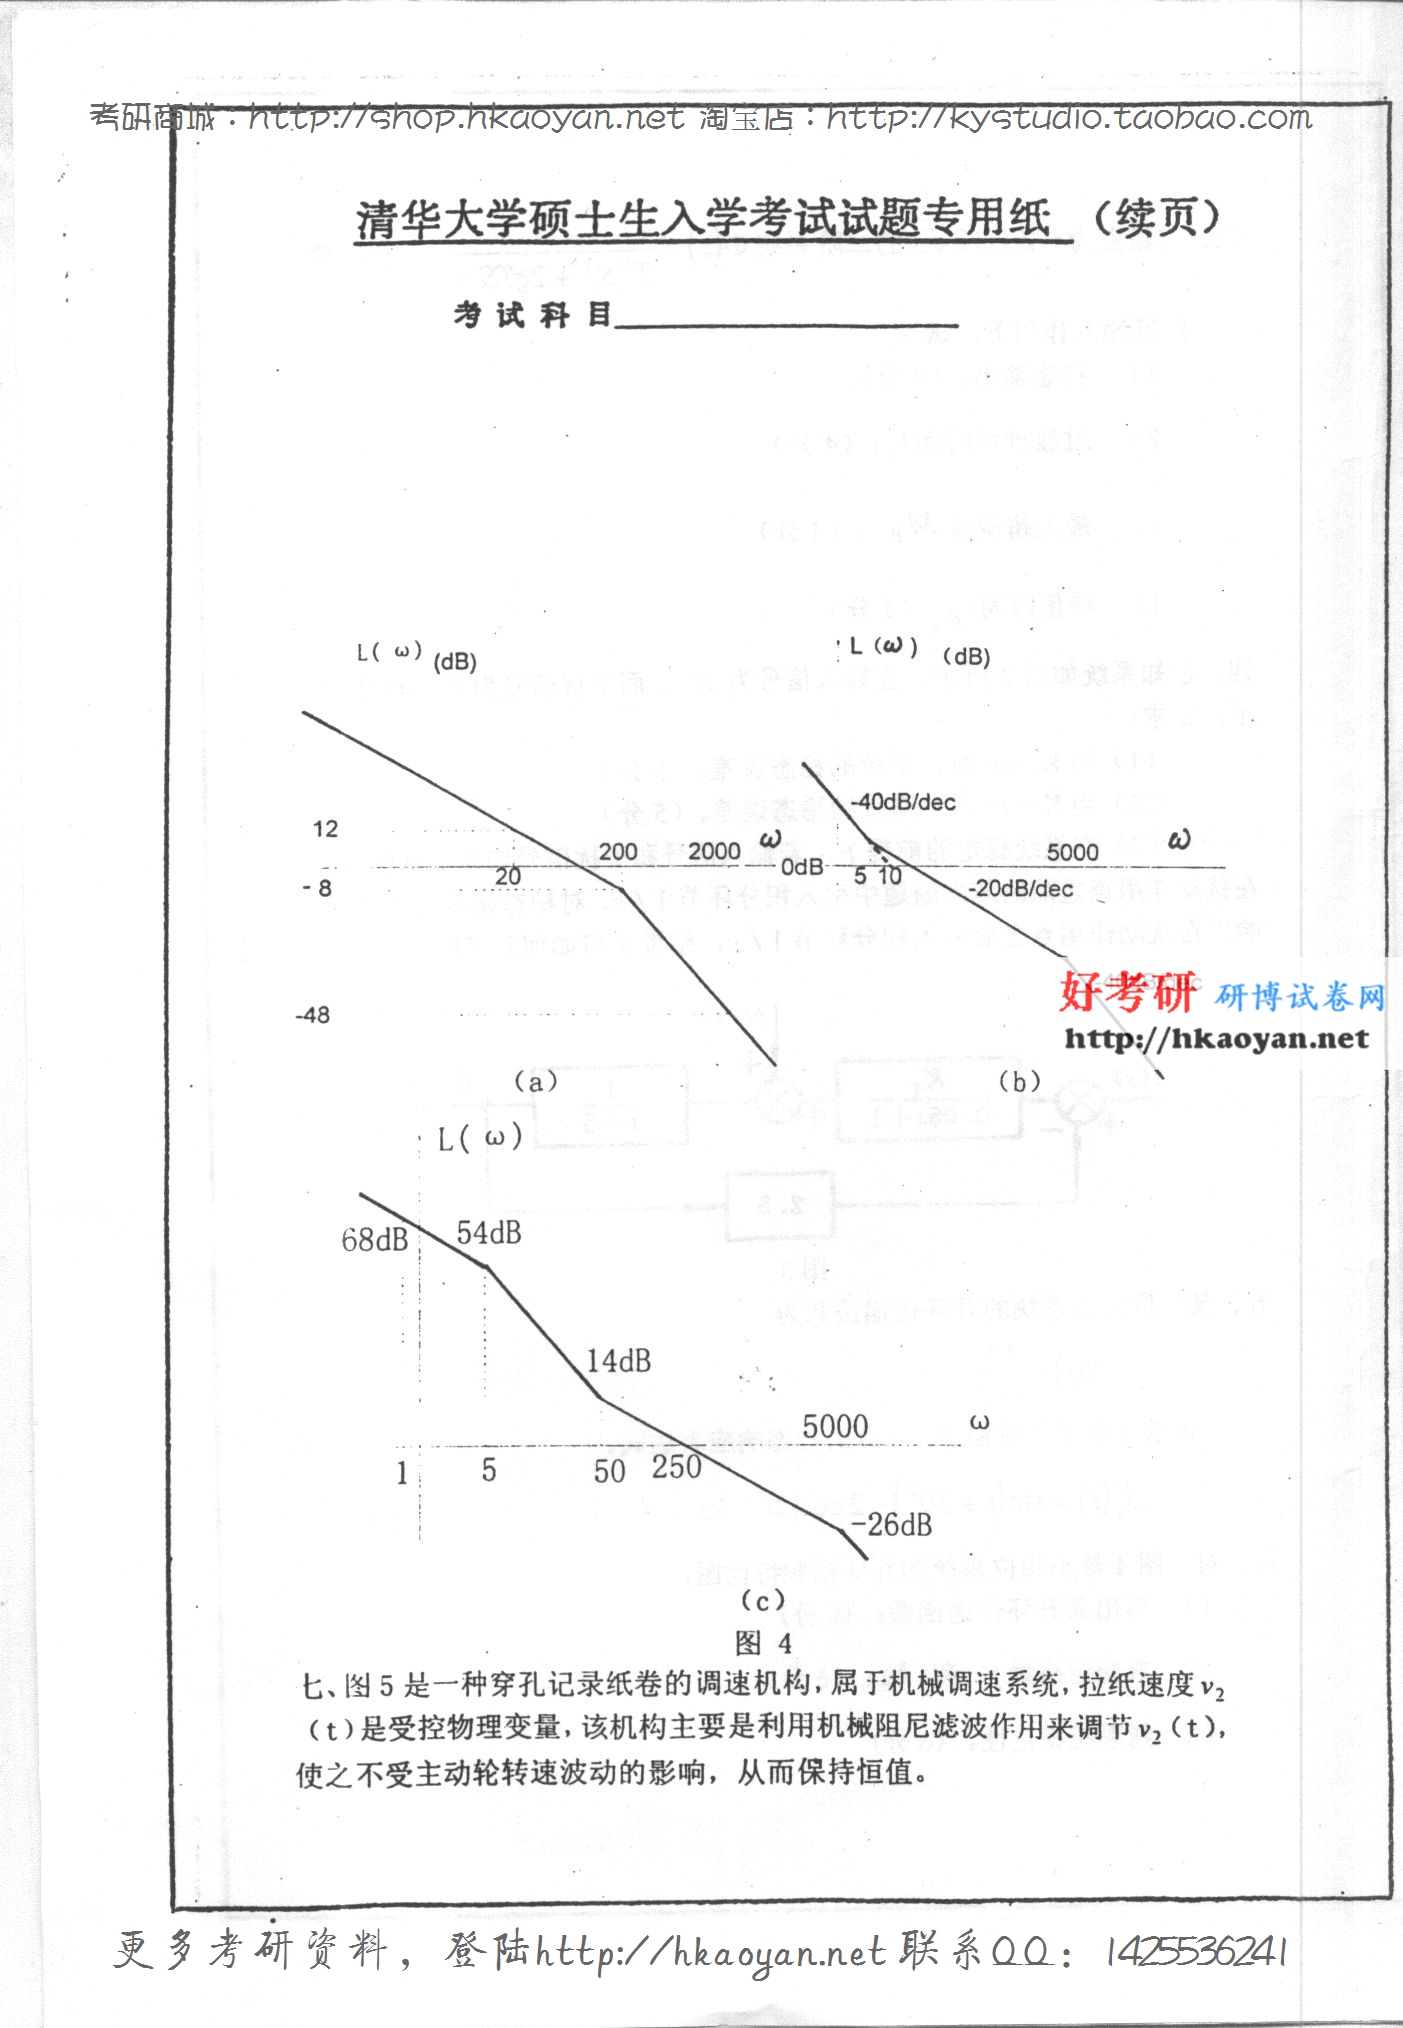 考研商城：http://shop.hkaoyan.net 淘宝店：http://kystudio.taobao.com
清华大学硕士生入学考试试题专用纸 （续页）
考试科目
L( ω) (dB)
12
- 8
-48
20
200
2000
ω
(a)
L (ω) (dB)
-40dB/dec
0dB
5 10
5000
ω
-20dB/dec
好考研 研博试卷网
http://hkaoyan.net
(b)
L( ω)
68dB
54dB
14dB
5000
ω
1
5
50
250
-26dB
(c)
图 4
七、图 5 是一种穿孔记录纸卷的调速机构，属于机械调速系统，拉纸速度 v₂
（t）是受控物理变量，该机构主要是利用机械阻尼滤波作用来调节 v₂（t），
使之不受主动轮转速波动的影响，从而保持恒值。
更多考研资料，登陆http://hkaoyan.net 联系QQ：1425536241